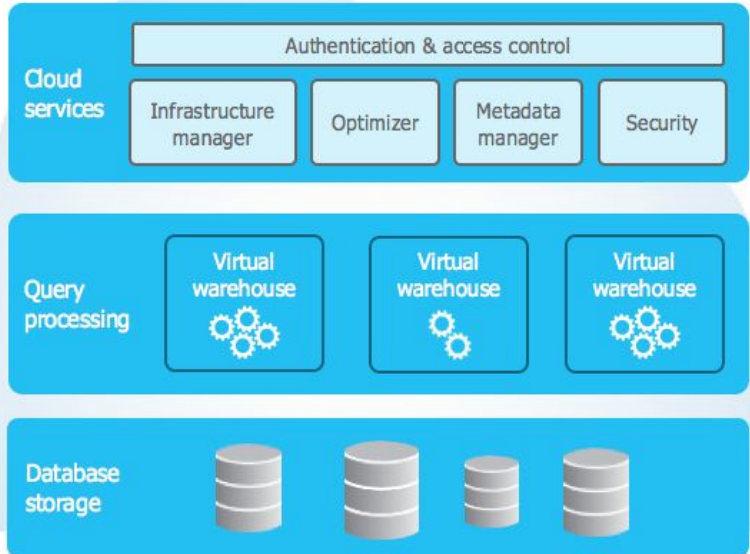 Authentication & access control
Cloud
services
Infrastructure
manager
Optimizer
Metadata
manager
Security
Query
processing
Virtual
warehouse
Virtual
warehouse
Virtual
warehouse
Database
storage